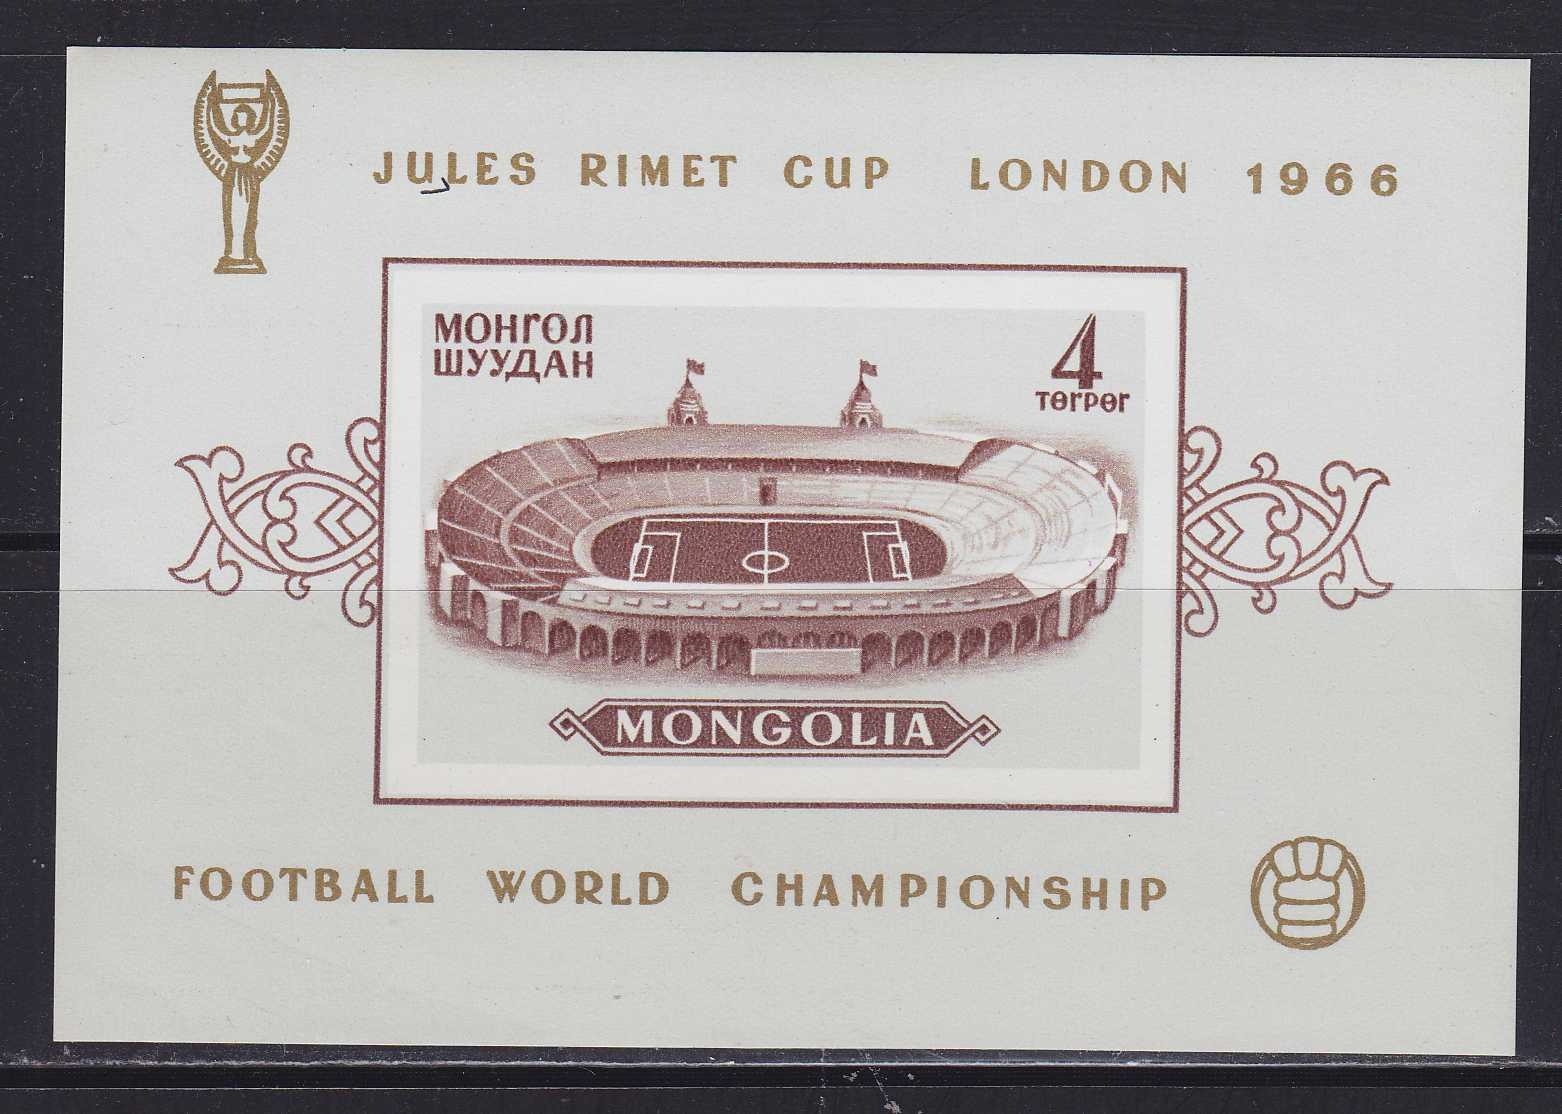 JULES RIMET CUP LONDON 1966
МОНГОЛ
ШУУДАН
4
ТӨГРӨГ
MONGOLIA
FOOTBALL WORLD CHAMPIONSHIP